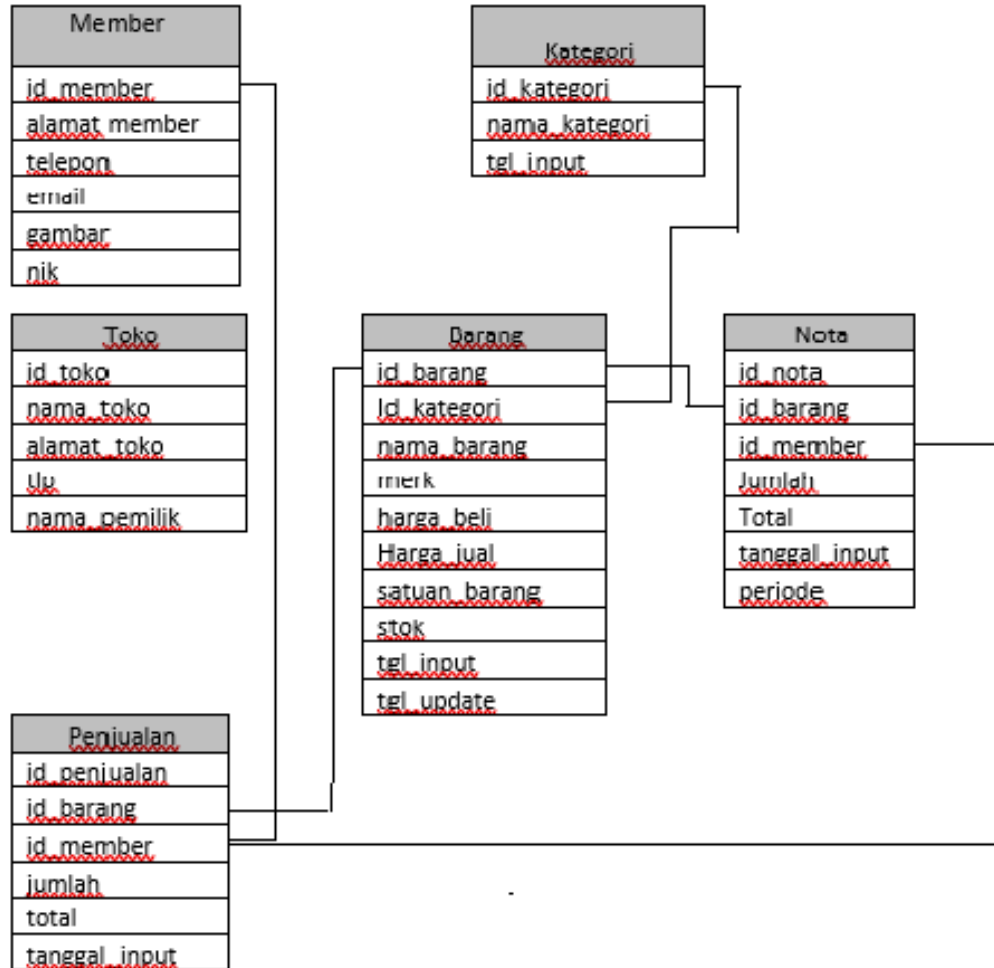 Member
id_member
alamat member
telepon
email
gambar
nik
Kategori
id_kategori
nama_kategori
tgl_input
Toko
id_toko
nama_toko
alamat_toko
tlp
nama_pemilik
Barang
id_barang
Id_kategori
nama_barang
merk
harga_beli
Harga_jual
satuan_barang
stok
tgl_input
tgl_update
Nota
id_nota
id_barang
id_member
Jumlah
Total
tanggal_input
periode
Penjualan
id_penjualan
id_barang
id_member
jumlah
total
tanggal_input